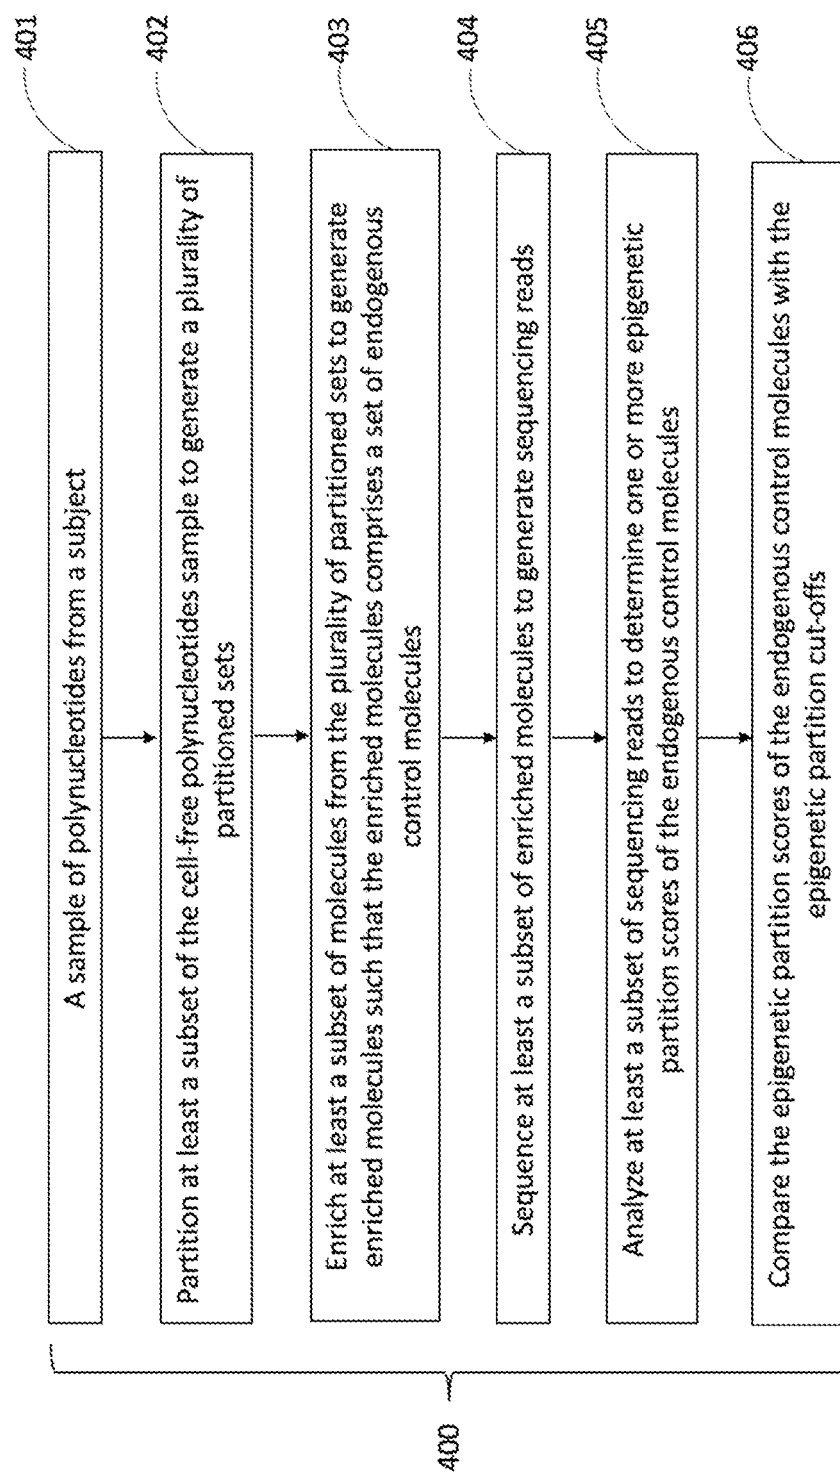 400
401
A sample of polynucleotides from a subject
402
Partition at least a subset of the cell-free polynucleotides sample to generate a plurality of
partitioned sets
403
Enrich at least a subset of molecules from the plurality of partitioned sets to generate
enriched molecules such that the enriched molecules comprises a set of endogenous
control molecules
404
Sequence at least a subset of enriched molecules to generate sequencing reads
405
Analyze at least a subset of sequencing reads to determine one or more epigenetic
partition scores of the endogenous control molecules
406
Compare the epigenetic partition scores of the endogenous control molecules with the
epigenetic partition cut-offs